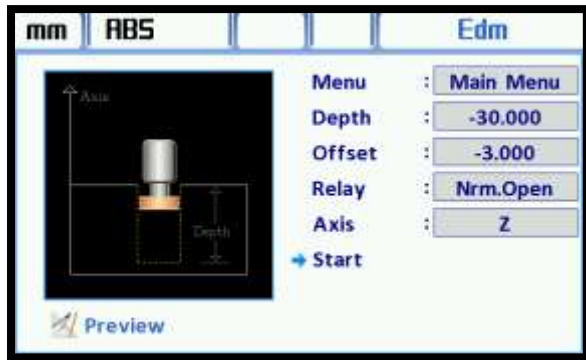 mm ABS Edm
Axis
Depth
Menu : Main Menu
Depth : -30.000
Offset : -3.000
Relay : Nrm.Open
Axis : Z
Start
Preview